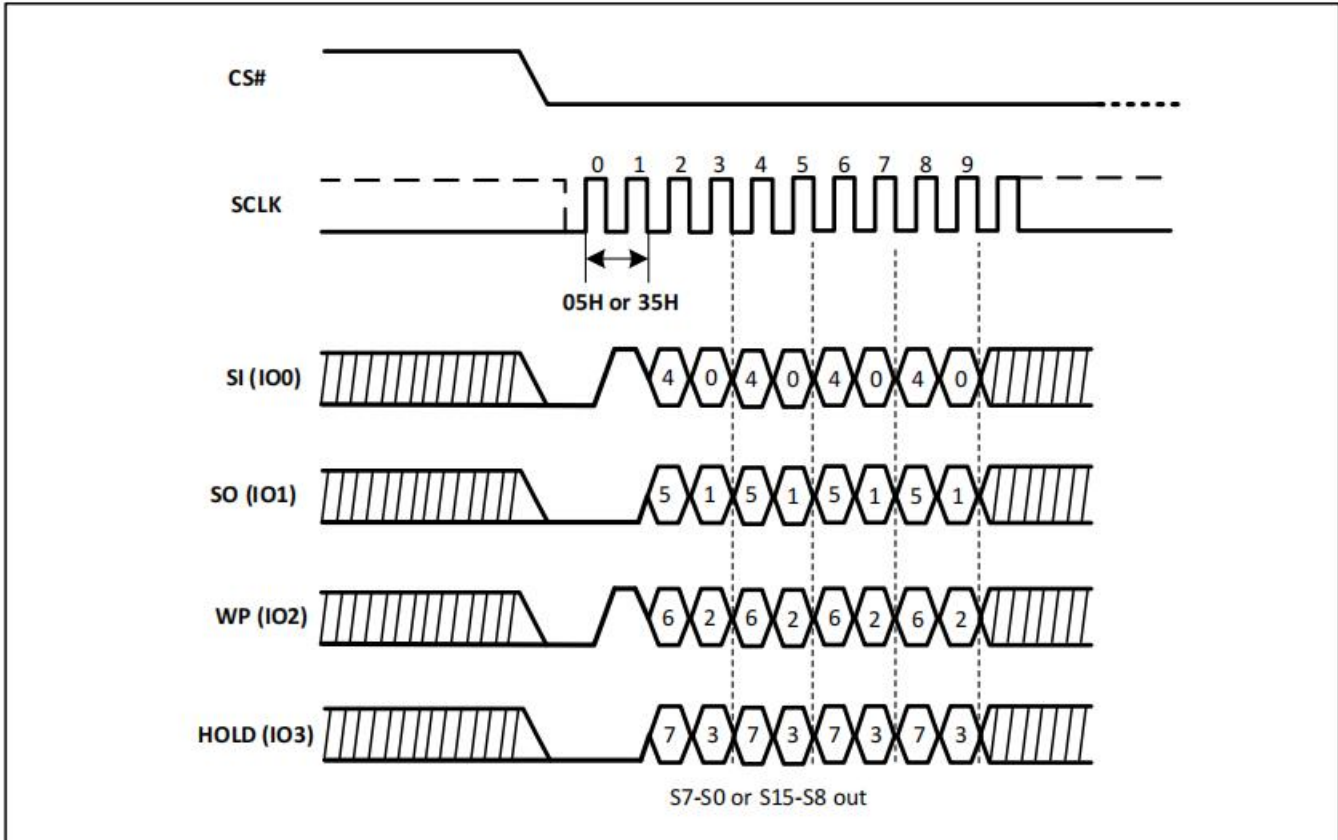 CS#
0 1 2 3 4 5 6 7 8 9
SCLK
05H or 35H
SI (IO0) 4 0 4 0 4 0 4 0
SO (IO1) 5 1 5 1 5 1 5 1
WP (IO2) 6 2 6 2 6 2 6 2
HOLD (IO3) 7 3 7 3 7 3 7 3
S7-S0 or S15-S8 out